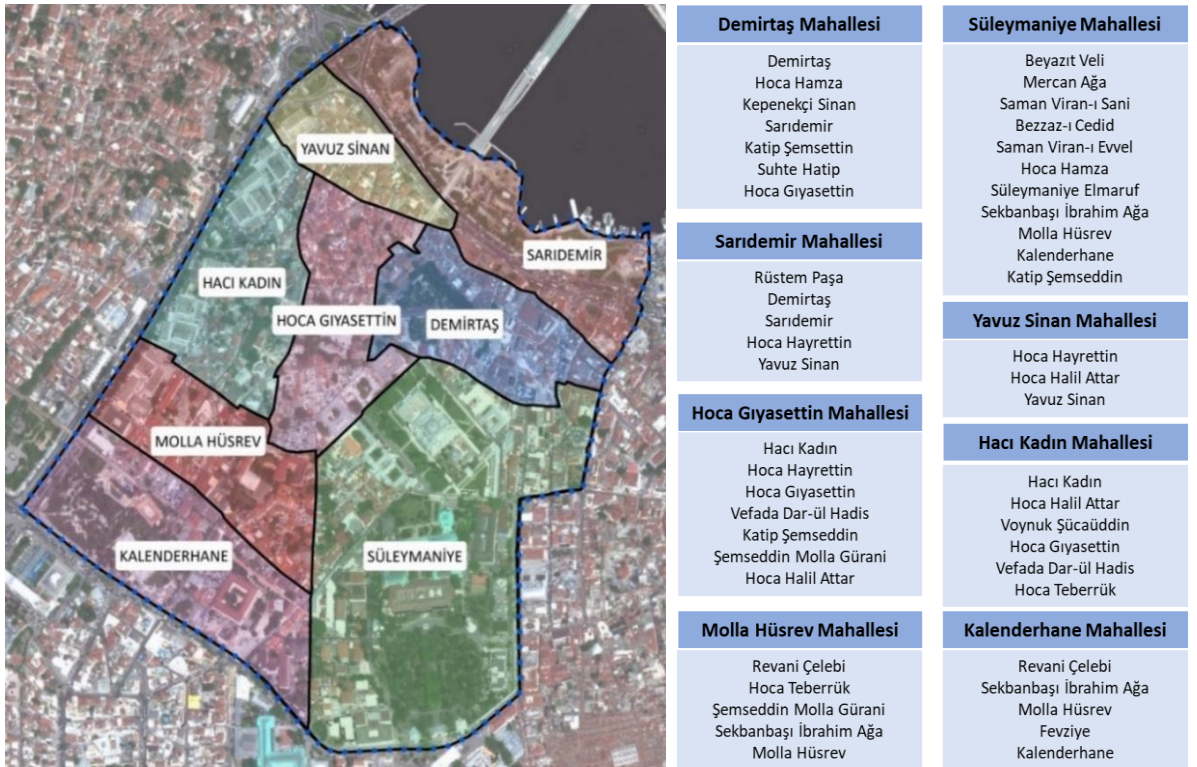 YAVUZ SİNAN
SARIDEMİR
HACI KADIN
HOCA GIYASETTİN
DEMİRTAŞ
MOLLA HÜSREV
KALENDERHANE
SÜLEYMANİYE
Demirtaş Mahallesi
Demirtaş
Hoca Hamza
Kepenekçi Sinan
Sarıdemir
Katip Şemsettin
Suhte Hatip
Hoca Gıyasettin
Sarıdemir Mahallesi
Rüstem Paşa
Demirtaş
Sarıdemir
Hoca Hayrettin
Yavuz Sinan
Hoca Gıyasettin Mahallesi
Hacı Kadın
Hoca Hayrettin
Hoca Gıyasettin
Vefada Dar-ül Hadis
Katip Şemseddin
Şemseddin Molla Gürani
Hoca Halil Attar
Molla Hüsrev Mahallesi
Revani Çelebi
Hoca Teberrük
Şemseddin Molla Gürani
Sekbanbaşı İbrahim Ağa
Molla Hüsrev
Süleymaniye Mahallesi
Beyazıt Veli
Mercan Ağa
Saman Viran-ı Sani
Bezzaz-ı Cedid
Saman Viran-ı Evvel
Hoca Hamza
Süleymaniye Elmaruf
Sekbanbaşı İbrahim Ağa
Molla Hüsrev
Kalenderhane
Katip Şemseddin
Yavuz Sinan Mahallesi
Hoca Hayrettin
Hoca Halil Attar
Yavuz Sinan
Hacı Kadın Mahallesi
Hacı Kadın
Hoca Halil Attar
Voynuk Şücaüddin
Hoca Gıyasettin
Vefada Dar-ül Hadis
Hoca Teberrük
Kalenderhane Mahallesi
Revani Çelebi
Sekbanbaşı İbrahim Ağa
Molla Hüsrev
Fevziye
Kalenderhane